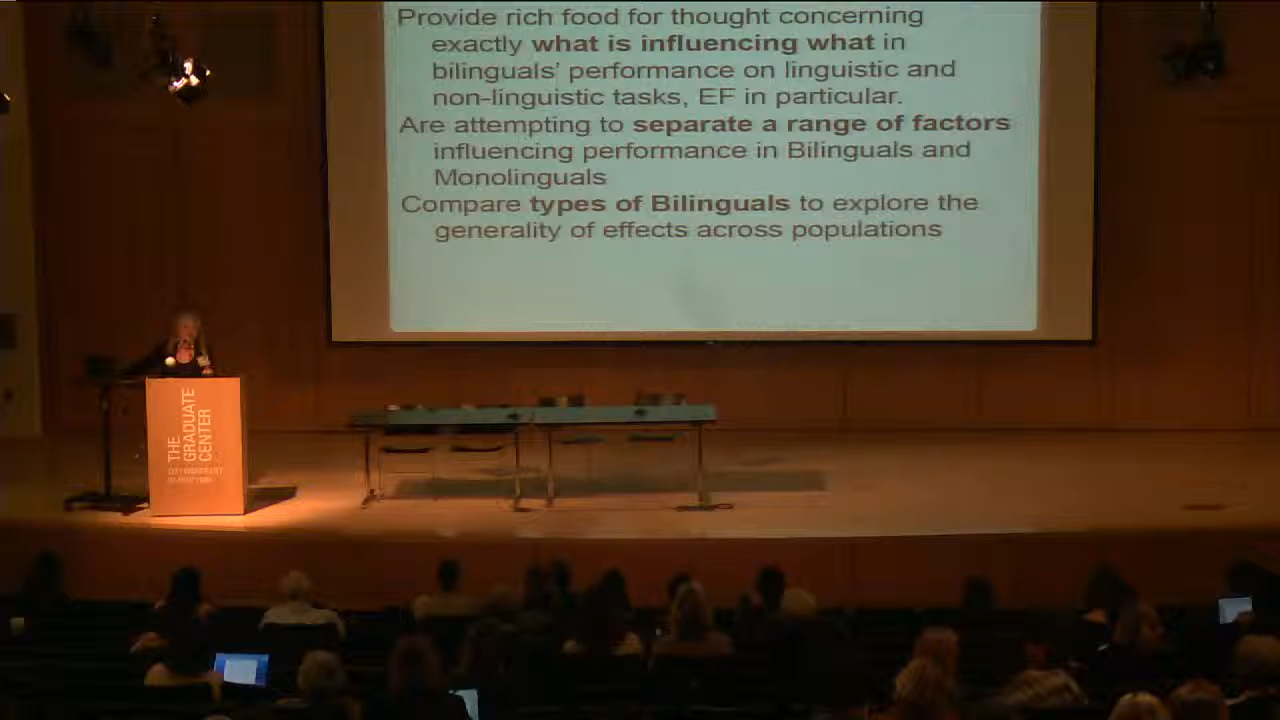 Provide rich food for thought concerning
exactly what is influencing what in
bilinguals' performance on linguistic and
non-linguistic tasks, EF in particular.
Are attempting to separate a range of factors
influencing performance in Bilinguals and
Monolinguals
Compare types of Bilinguals to explore the
generality of effects across populations
THE
GRADUATE
CENTER